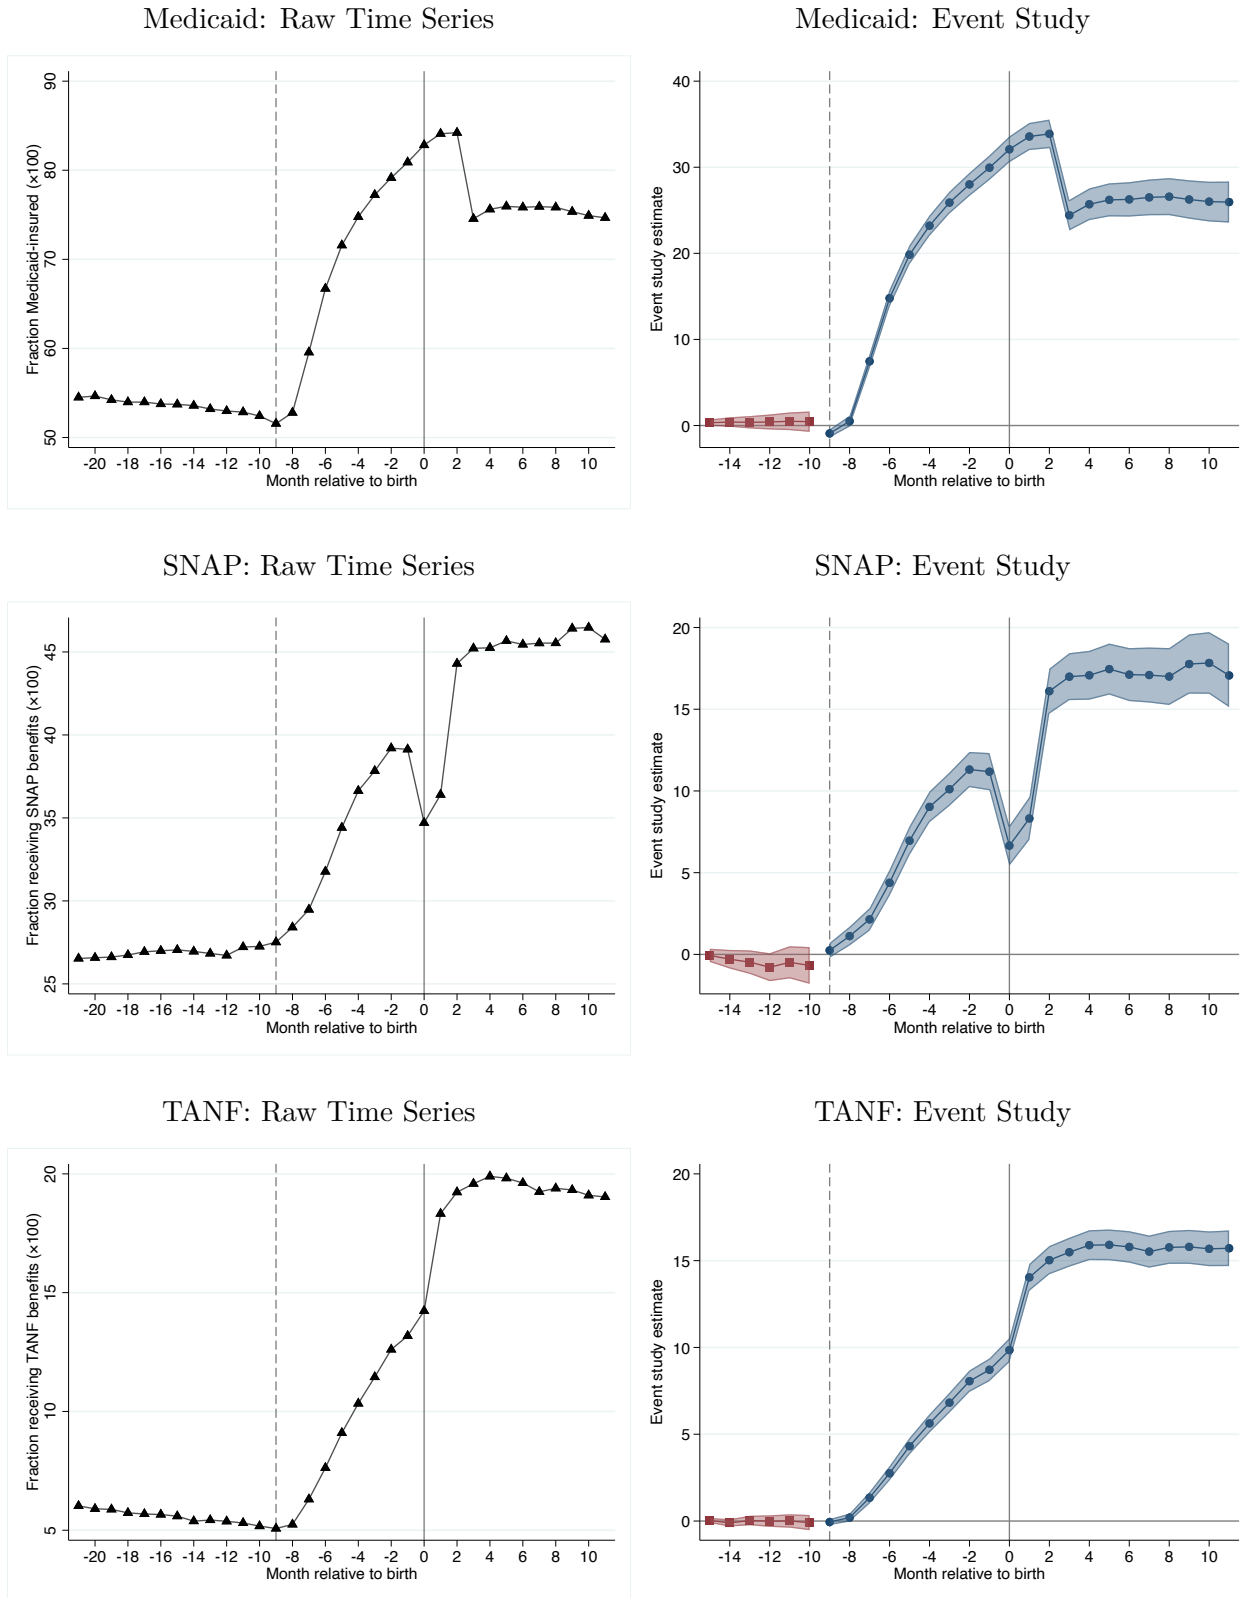 Medicaid: Raw Time Series
Fraction Medicaid-insured (×100)
90
80
70
60
50
-20 -18 -16 -14 -12 -10 -8 -6 -4 -2 0 2 4 6 8 10
Month relative to birth
Medicaid: Event Study
Event study estimate
40
30
20
10
0
-14 -12 -10 -8 -6 -4 -2 0 2 4 6 8 10
Month relative to birth
SNAP: Raw Time Series
Fraction receiving SNAP benefits (×100)
45
40
35
30
25
-20 -18 -16 -14 -12 -10 -8 -6 -4 -2 0 2 4 6 8 10
Month relative to birth
SNAP: Event Study
Event study estimate
20
15
10
5
0
-14 -12 -10 -8 -6 -4 -2 0 2 4 6 8 10
Month relative to birth
TANF: Raw Time Series
Fraction receiving TANF benefits (×100)
20
15
10
5
-20 -18 -16 -14 -12 -10 -8 -6 -4 -2 0 2 4 6 8 10
Month relative to birth
TANF: Event Study
Event study estimate
20
15
10
5
0
-14 -12 -10 -8 -6 -4 -2 0 2 4 6 8 10
Month relative to birth